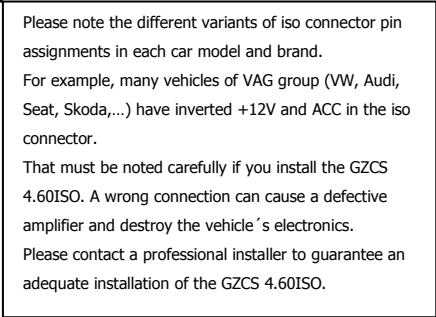 Please note the different variants of iso connector pin
assignments in each car model and brand.
For example, many vehicles of VAG group (VW, Audi,
Seat, Skoda,...) have inverted +12V and ACC in the iso
connector.
That must be noted carefully if you install the GZCS
4.60ISO. A wrong connection can cause a defective
amplifier and destroy the vehicle´s electronics.
Please contact a professional installer to guarantee an
adequate installation of the GZCS 4.60ISO.